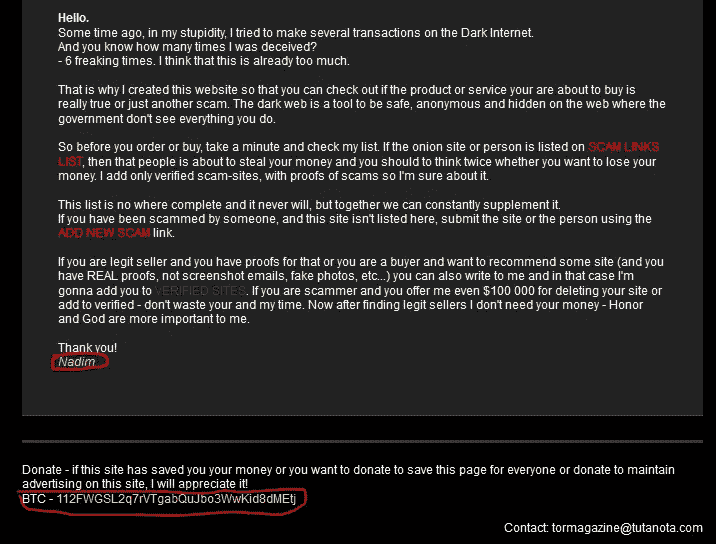 Hello.
Some time ago, in my stupidity, I tried to make several transactions on the Dark Internet.
And you know how many times I was deceived?
- 6 freaking times. I think that this is already too much.
That is why I created this website so that you can check out if the product or service your are about to buy is
really true or just another scam. The dark web is a tool to be safe, anonymous and hidden on the web where the
government don't see everything you do.
So before you order or buy, take a minute and check my list. If the onion site or person is listed on SCAM LINKS
LIST, then that people is about to steal your money and you should to think twice whether you want to lose your
money. I add only verified scam-sites, with proofs of scams so I'm sure about it.
This list is no where complete and it never will, but together we can constantly supplement it.
If you have been scammed by someone, and this site isn't listed here, submit the site or the person using the
ADD NEW SCAM link.
If you are legit seller and you have proofs for that or you are a buyer and want to recommend some site (and you
have REAL proofs, not screenshot emails, fake photos, etc...) you can also write to me and in that case I'm
gonna add you to VERIFIED SITES. If you are scammer and you offer me even $100 000 for deleting your site or
add to verified - don't waste your and my time. Now after finding legit sellers I don't need your money - Honor
and God are more important to me.
Thank you!
Nadim
Donate - if this site has saved you your money or you want to donate to save this page for everyone or donate to maintain
advertising on this site, I will appreciate it!
BTC - 112FWGSL2q7rVTgabQuJbo3WwKid8dMEtj
Contact: tormagazine@tutanota.com